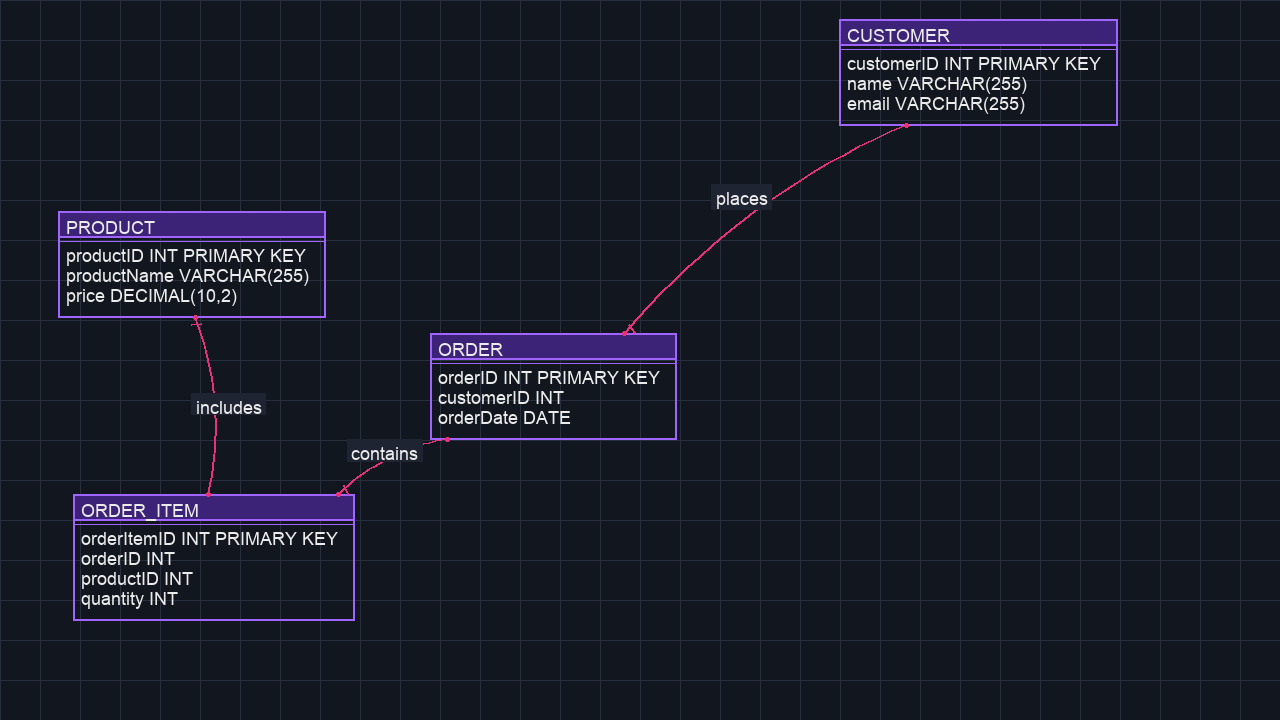 CUSTOMER
customerID INT PRIMARY KEY
name VARCHAR(255)
email VARCHAR(255)
places
PRODUCT
productID INT PRIMARY KEY
productName VARCHAR(255)
price DECIMAL(10,2)
ORDER
orderID INT PRIMARY KEY
customerID INT
orderDate DATE
includes
contains
ORDER_ITEM
orderItemID INT PRIMARY KEY
orderID INT
productID INT
quantity INT